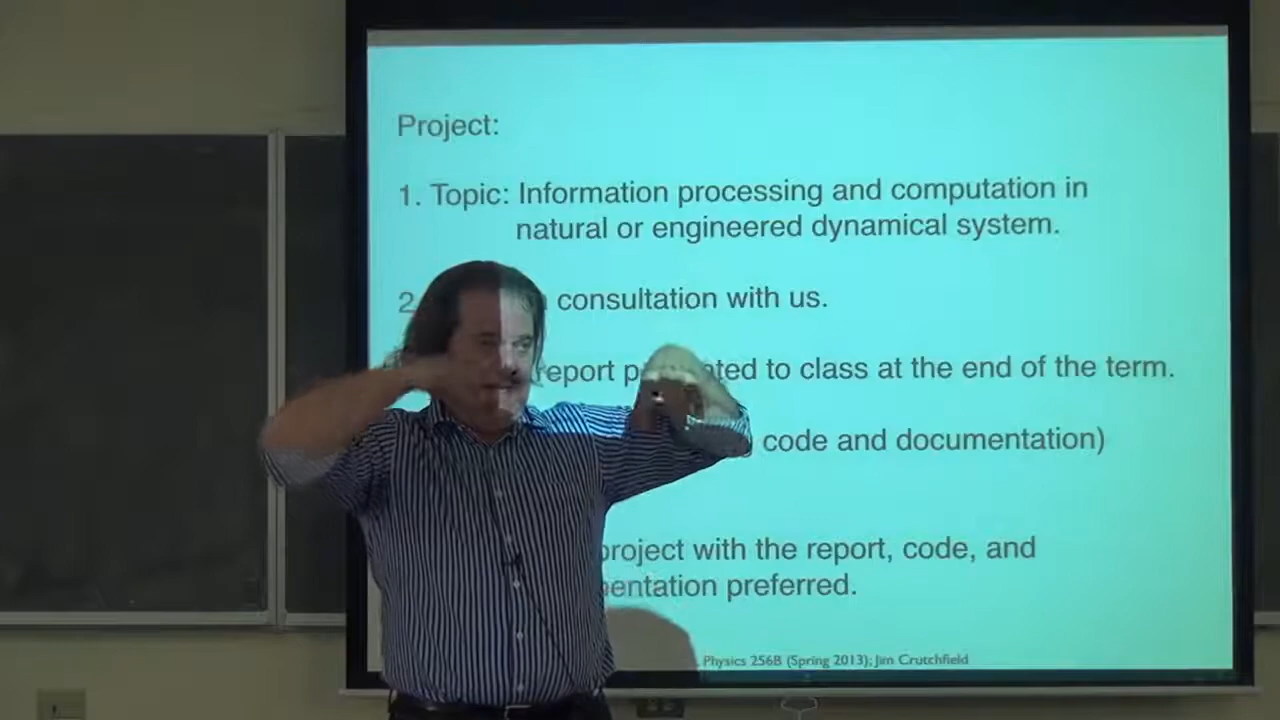 Project:
1. Topic: Information processing and computation in
natural or engineered dynamical system.
2. consultation with us.
report to class at the end of the term.
code and documentation)
project with the report, code, and
preferred.
Physics 256B (Spring 2013); Jim Crutchfield